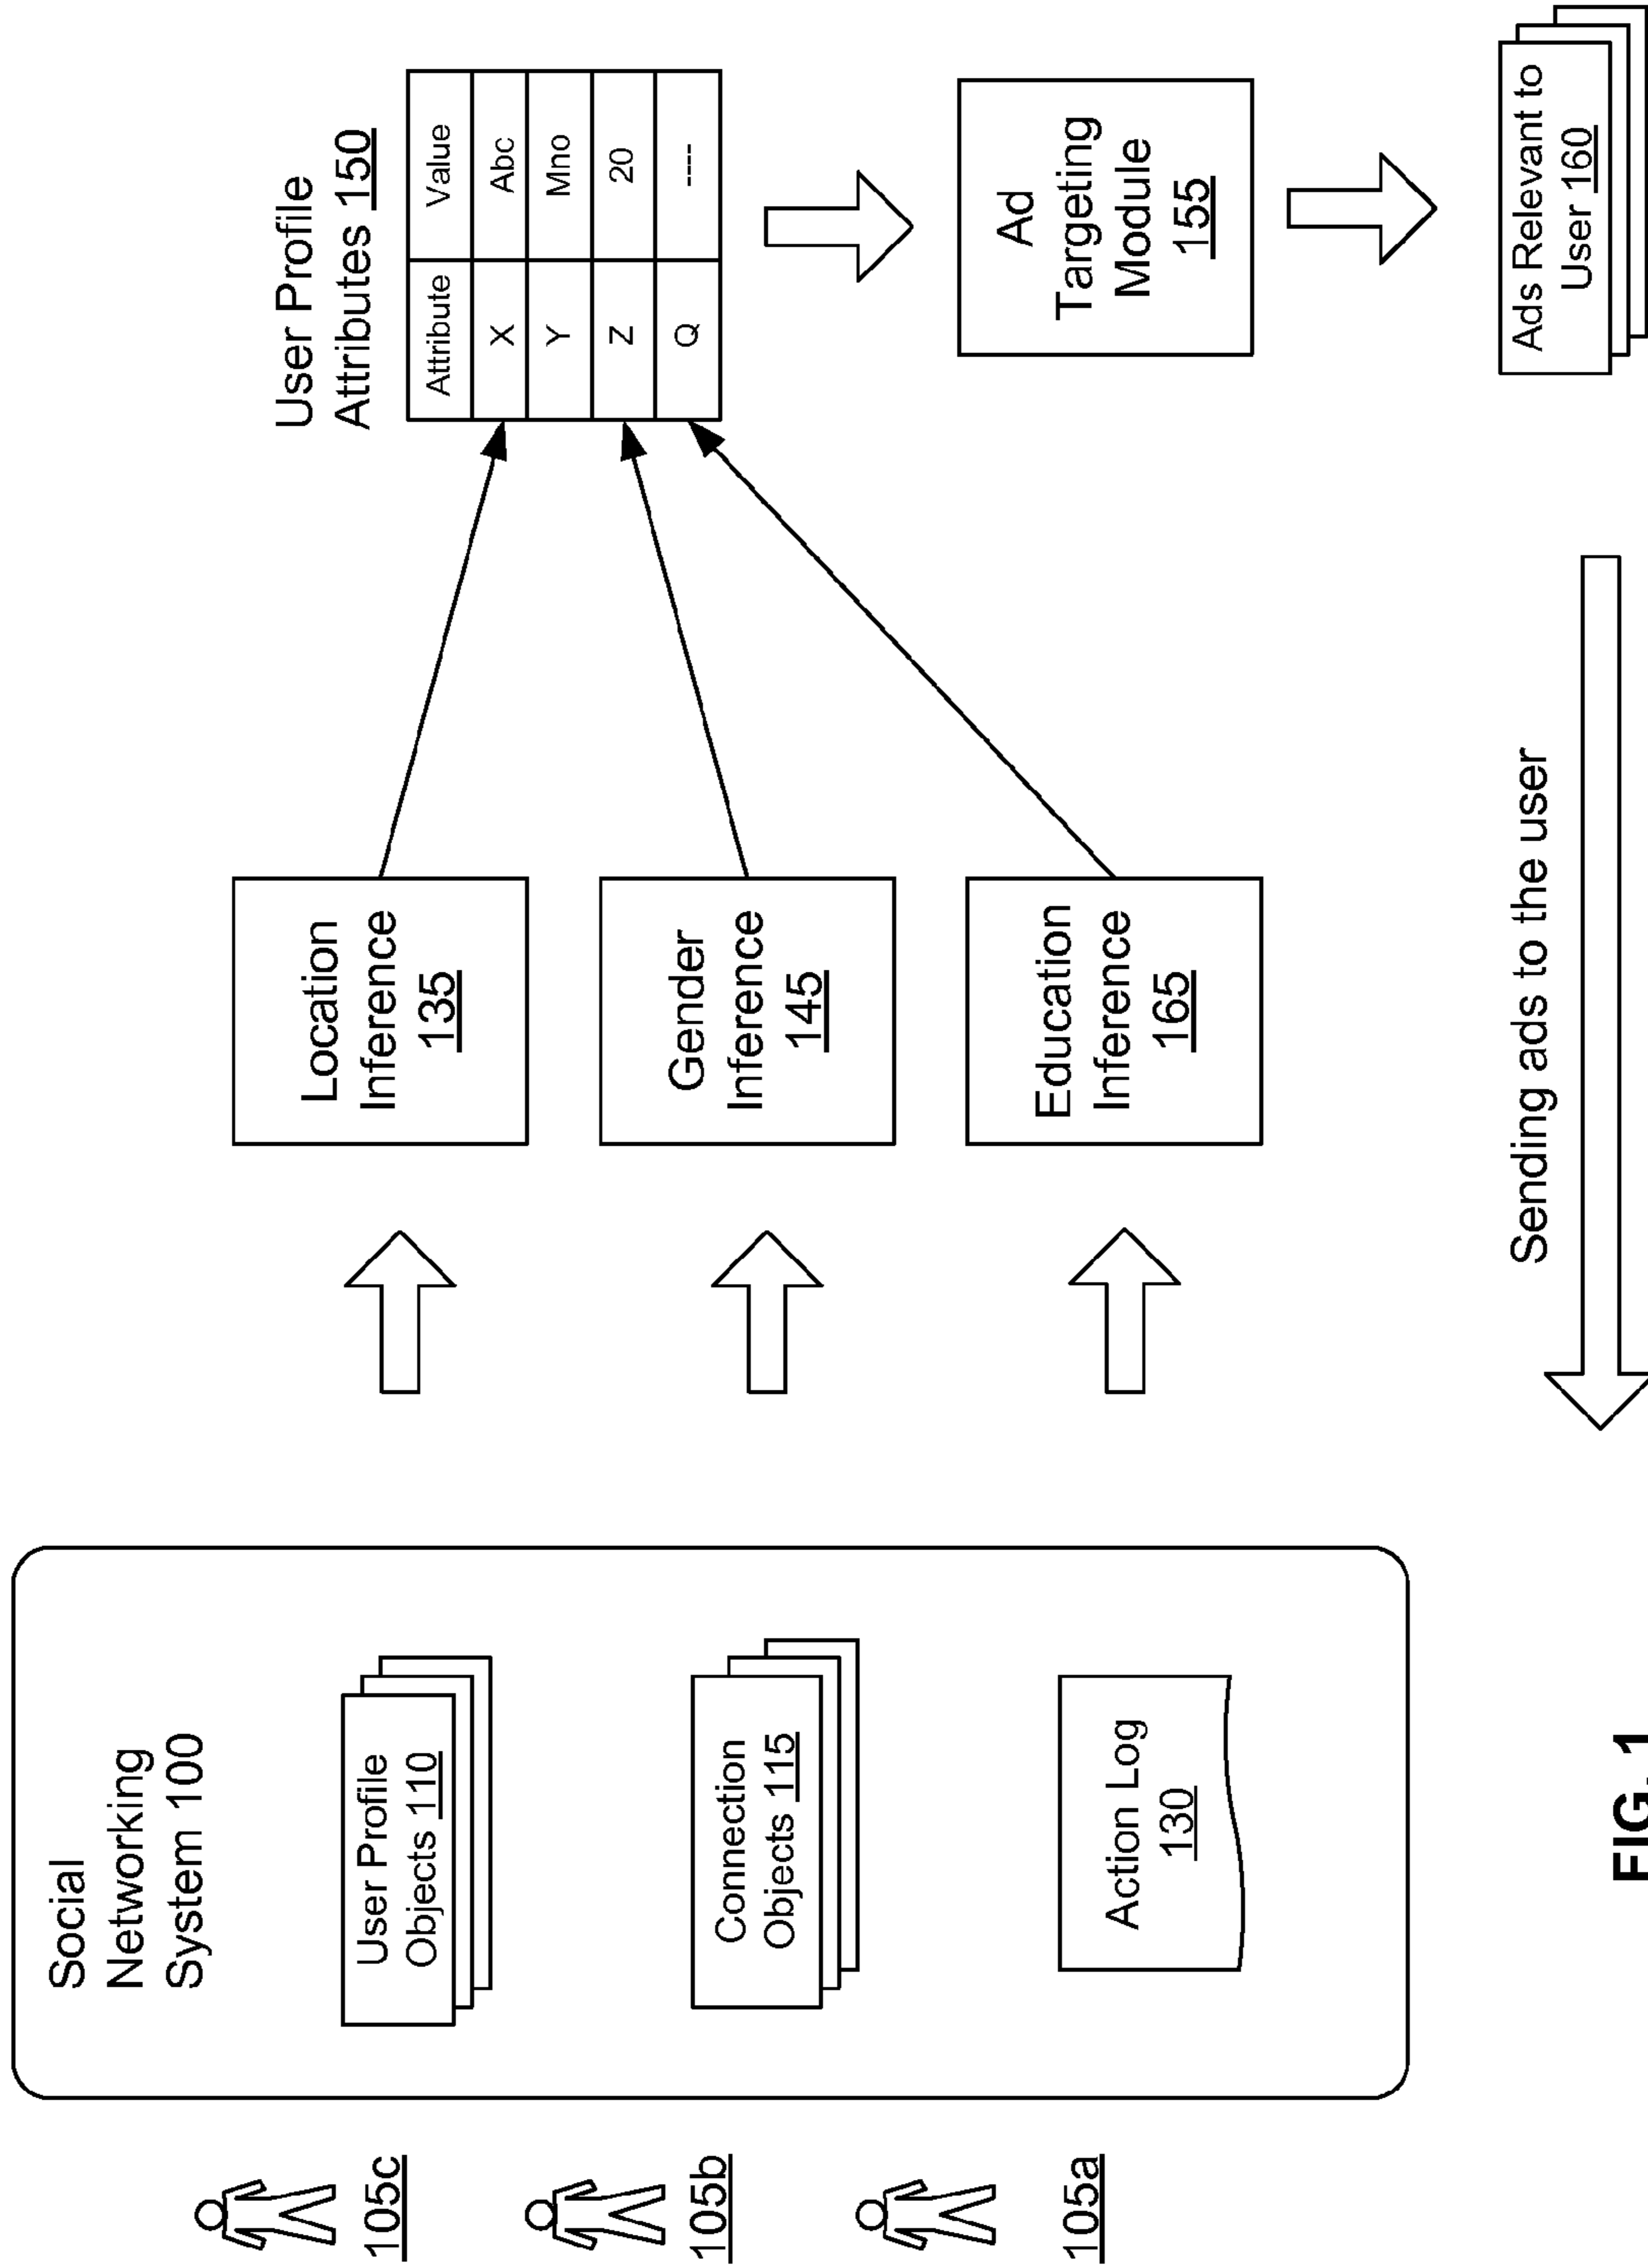 105c
105b
105a
Social
Networking
System 100
User Profile
Objects 110
Connection
Objects 115
Action Log
130
Location
Inference
135
Gender
Inference
145
Education
Inference
165
User Profile
Attributes 150
Attribute Value
X Abc
Y Mno
Z 20
Q ----
Ad
Targeting
Module
155
Ads Relevant to
User 160
Sending ads to the user
FIG. 1